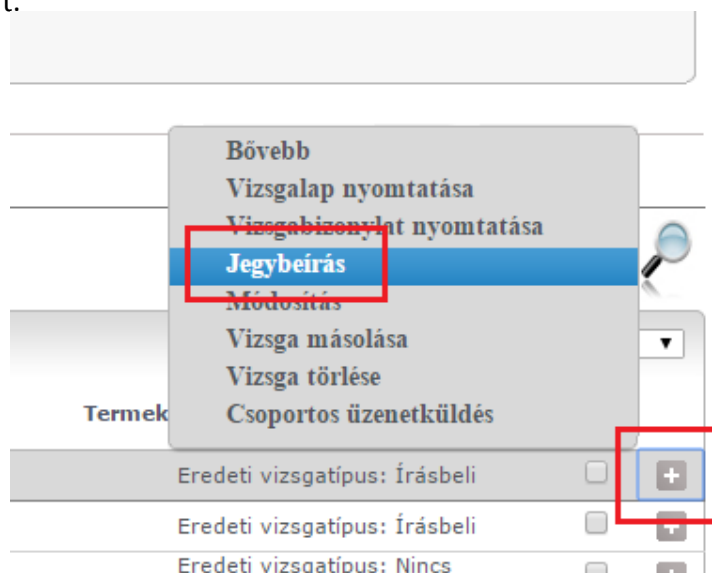 Bővebb
Vizsgalap nyomtatása
Vizsgabizonylat nyomtatása
Jegybeírás
Módosítás
Vizsga másolása
Vizsga törlése
Termek Csoportos üzenetküldés
Eredeti vizsgatípus: Írásbeli
Eredeti vizsgatípus: Írásbeli
Eredeti vizsgatípus: Nincs